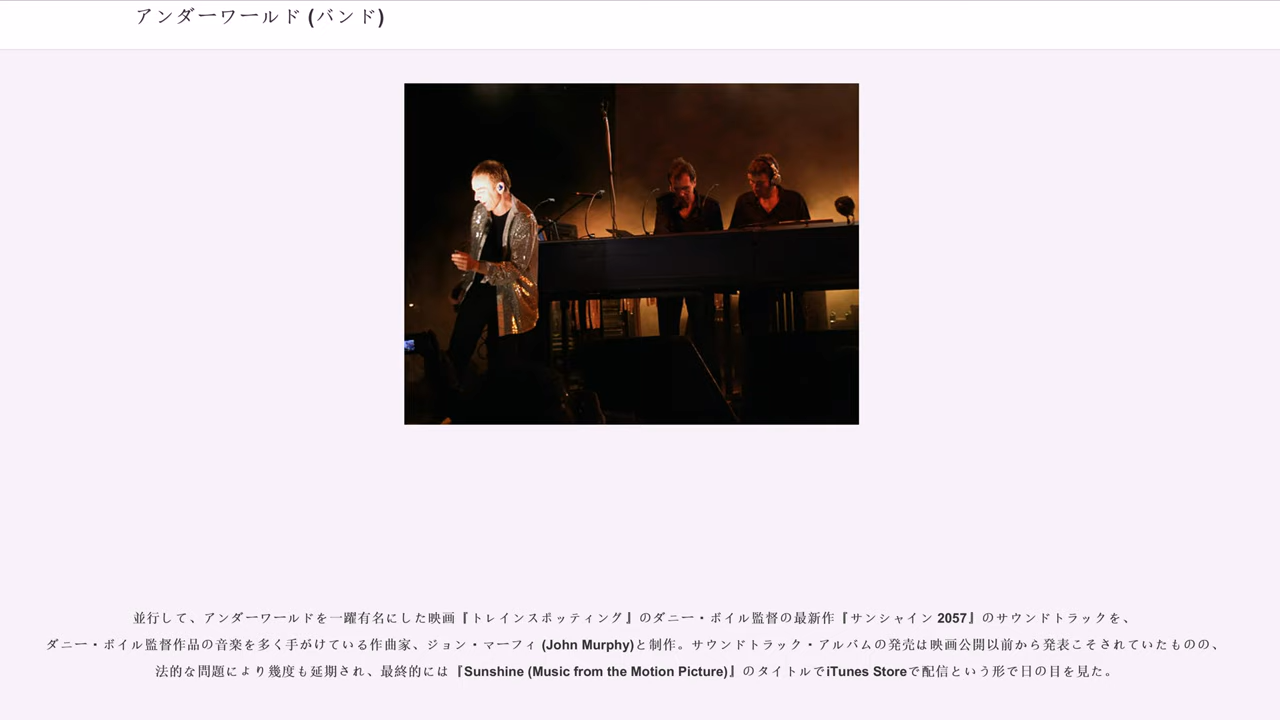 アンダーワールド (バンド)
並行して、アンダーワールドを一躍有名にした映画『トレインスポッティング』のダニー・ボイル監督の最新作『サンシャイン 2057』のサウンドトラックを、
ダニー・ボイル監督作品の音楽を多く手がけている作曲家、ジョン・マーフィ (John Murphy)と制作。サウンドトラック・アルバムの発売は映画公開以前から発表こそされていたものの、
法的な問題により幾度も延期され、最終的には『Sunshine (Music from the Motion Picture)』のタイトルでiTunes Storeで配信という形で日の目を見た。